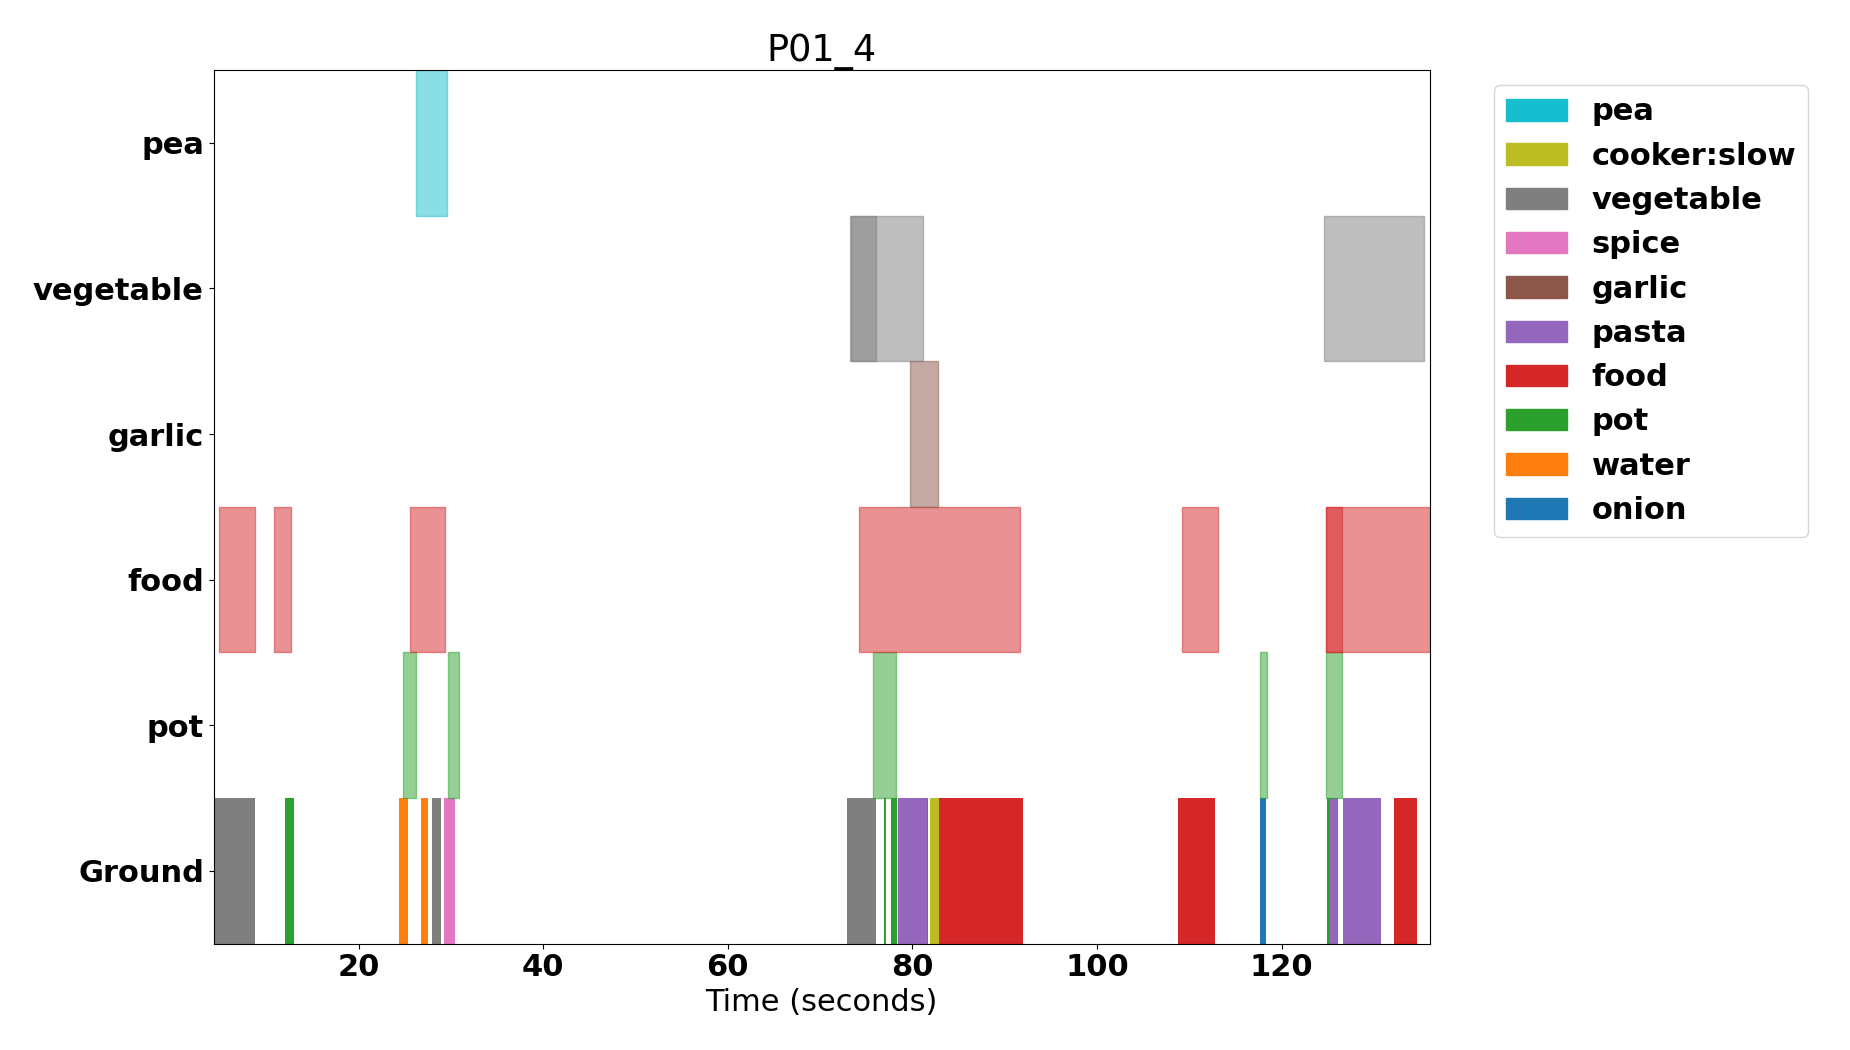 P01_4
pea
vegetable
garlic
food
pot
Ground
20 40 60 80 100 120
Time (seconds)
pea
cooker:slow
vegetable
spice
garlic
pasta
food
pot
water
onion